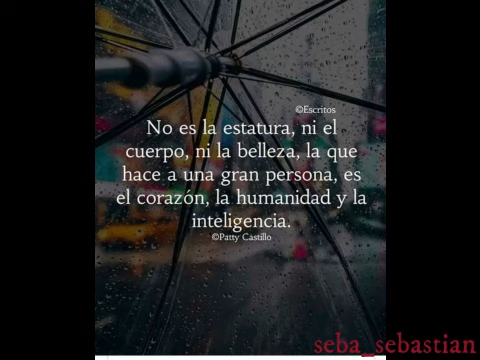 ©Escritos
No es la estatura, ni el
cuerpo, ni la belleza, la que
hace a una gran persona, es
el corazón, la humanidad y la
inteligencia.
©Patty Castillo
seba_sebastian